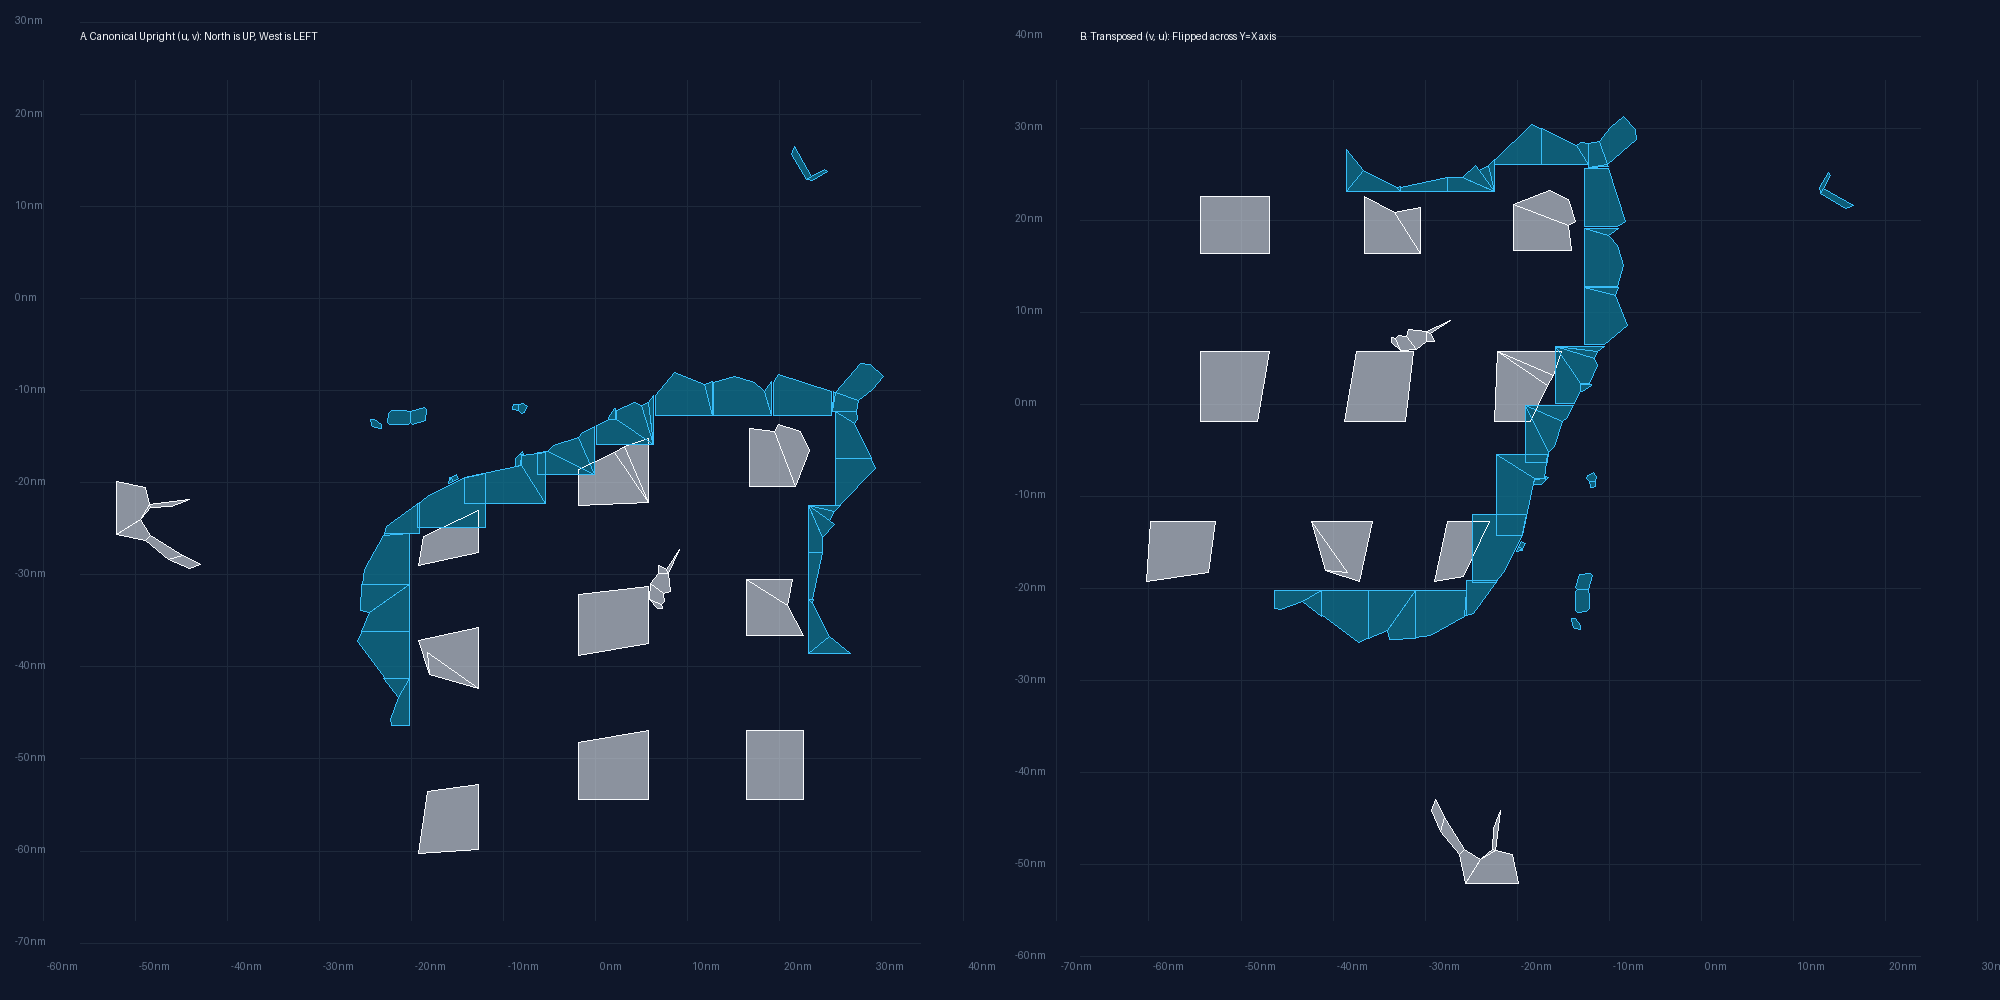 30nm
A. Canonical Upright (u, v): North is UP, West is LEFT
20nm
10nm
0nm
-10nm
-20nm
-30nm
-40nm
-50nm
-60nm
-70nm
-60nm -50nm -40nm -30nm -20nm -10nm 0nm 10nm 20nm 30nm 40nm
40nm
B. Transposed (v, u): Flipped across Y=X axis
30nm
20nm
10nm
0nm
-10nm
-20nm
-30nm
-40nm
-50nm
-60nm
-70nm -60nm -50nm -40nm -30nm -20nm -10nm 0nm 10nm 20nm 30n